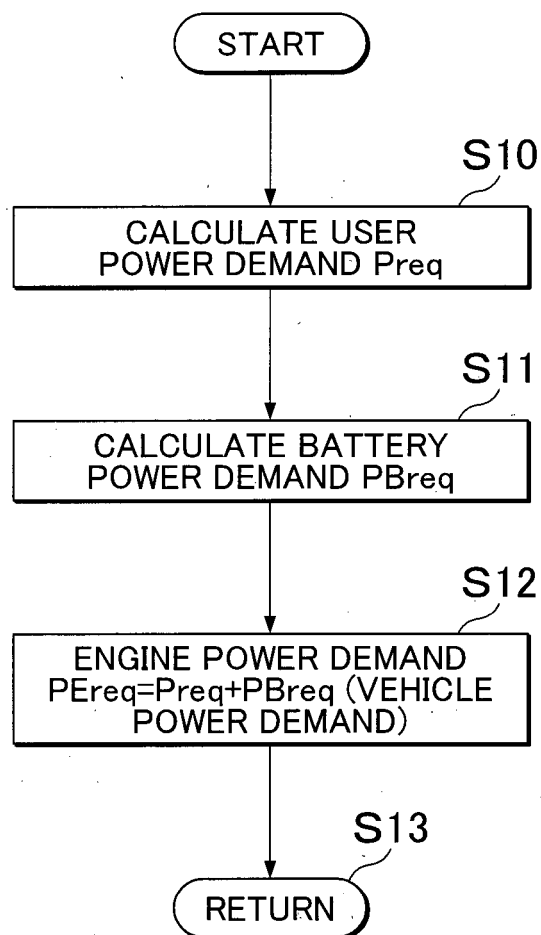 START
S10
CALCULATE USER
POWER DEMAND Preq
S11
CALCULATE BATTERY
POWER DEMAND PBreq
S12
ENGINE POWER DEMAND
PEreq=Preq+PBreq (VEHICLE
POWER DEMAND)
S13
RETURN